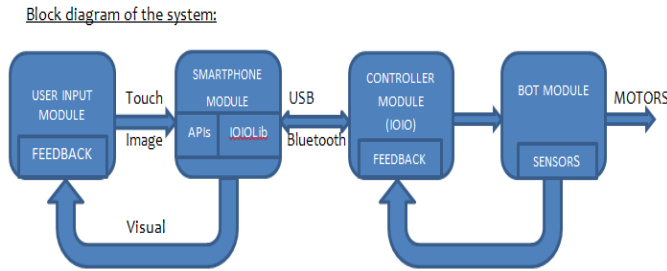 Block diagram of the system:
USER INPUT
MODULE
FEEDBACK
Touch
Image
SMARTPHONE
MODULE
APIs
IOIOLib
USB
Bluetooth
CONTROLLER
MODULE
(IOIO)
FEEDBACK
BOT MODULE
SENSORS
MOTORS
Visual